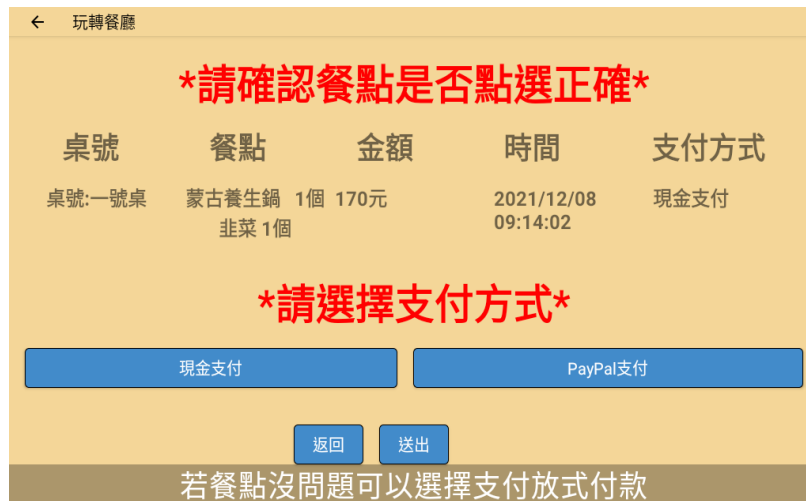 ← 玩轉餐廳
*請確認餐點是否點選正確*
桌號 餐點 金額 時間 支付方式
桌號:一號桌 蒙古養生鍋 1個 170元 2021/12/08 現金支付
韭菜 1個 09:14:02
*請選擇支付方式*
現金支付 PayPal支付
返回 送出
若餐點沒問題可以選擇支付放式付款